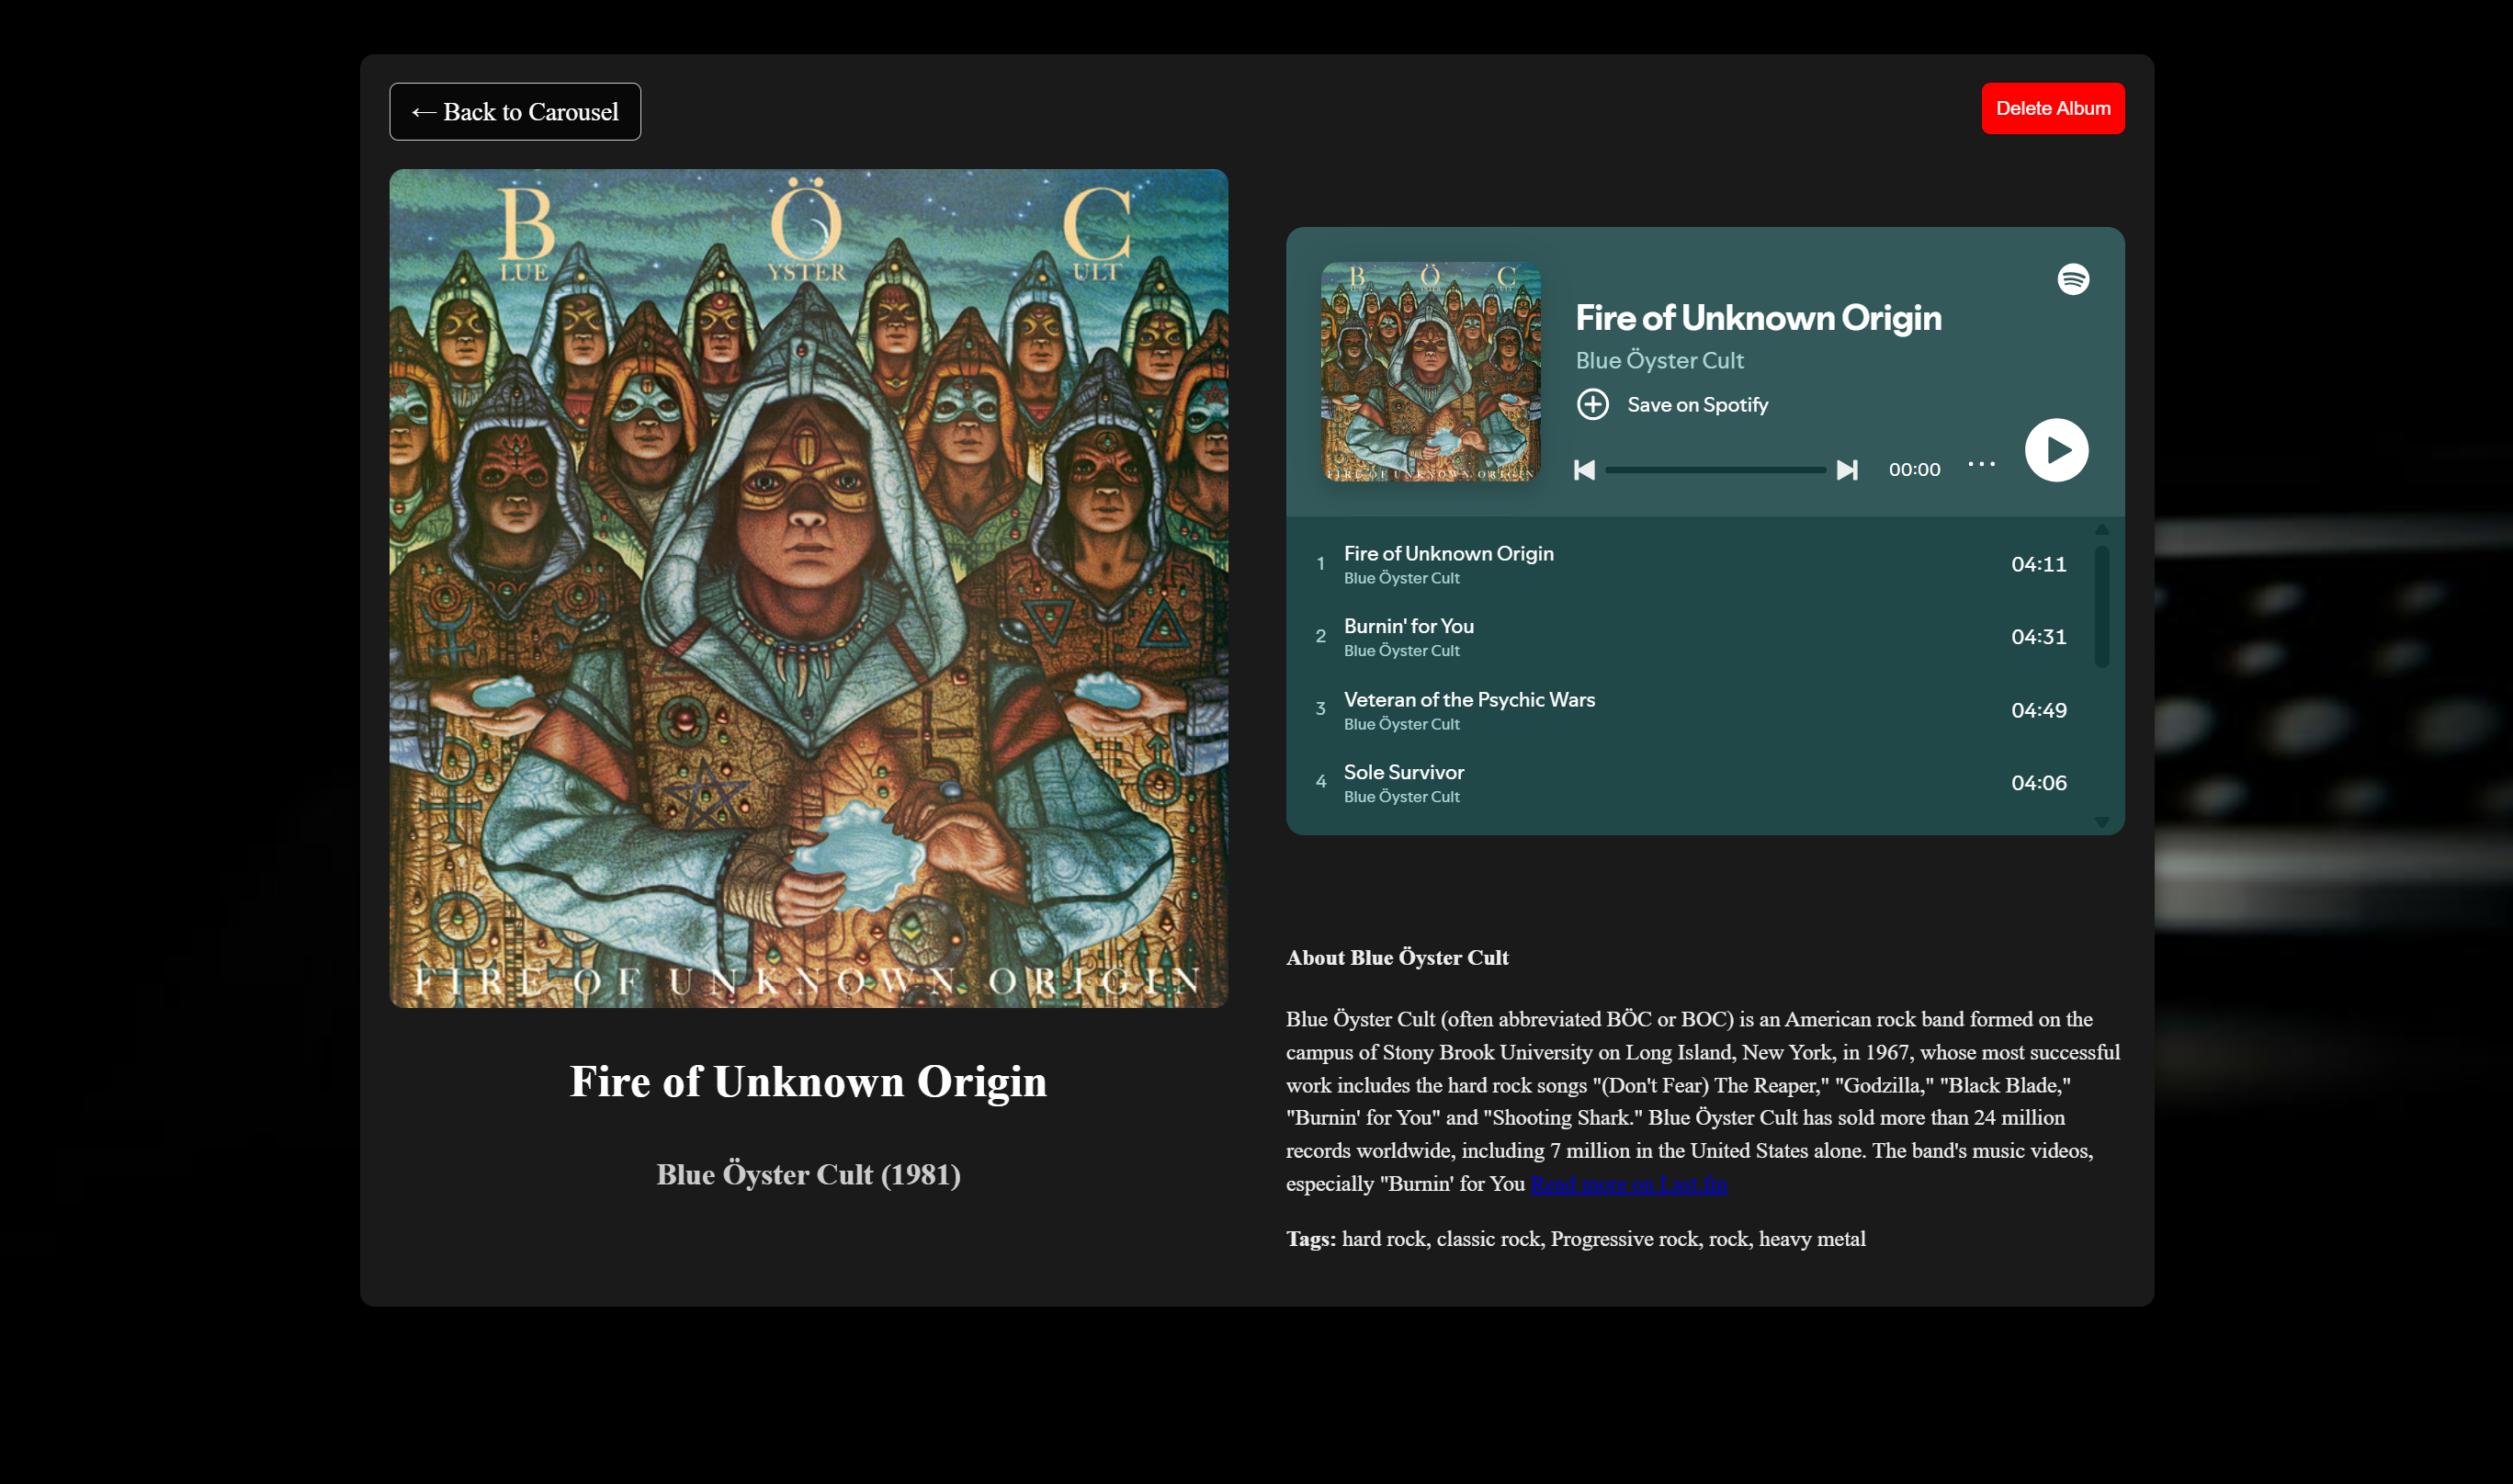 ← Back to Carousel
Delete Album
B Ö C
LUE YSTER ULT
FIRE OF UNKNOWN ORIGIN
Fire of Unknown Origin
Blue Öyster Cult (1981)
B Ö C
FIRE OF UNKNOWN ORIGIN
Fire of Unknown Origin
Blue Öyster Cult
Save on Spotify
00:00
1 Fire of Unknown Origin 04:11
Blue Öyster Cult
2 Burnin' for You 04:31
Blue Öyster Cult
3 Veteran of the Psychic Wars 04:49
Blue Öyster Cult
4 Sole Survivor 04:06
Blue Öyster Cult
About Blue Öyster Cult
Blue Öyster Cult (often abbreviated BÖC or BOC) is an American rock band formed on the
campus of Stony Brook University on Long Island, New York, in 1967, whose most successful
work includes the hard rock songs "(Don't Fear) The Reaper," "Godzilla," "Black Blade,"
"Burnin' for You" and "Shooting Shark." Blue Öyster Cult has sold more than 24 million
records worldwide, including 7 million in the United States alone. The band's music videos,
especially "Burnin' for You Read more on Last.fm
Tags: hard rock, classic rock, Progressive rock, rock, heavy metal